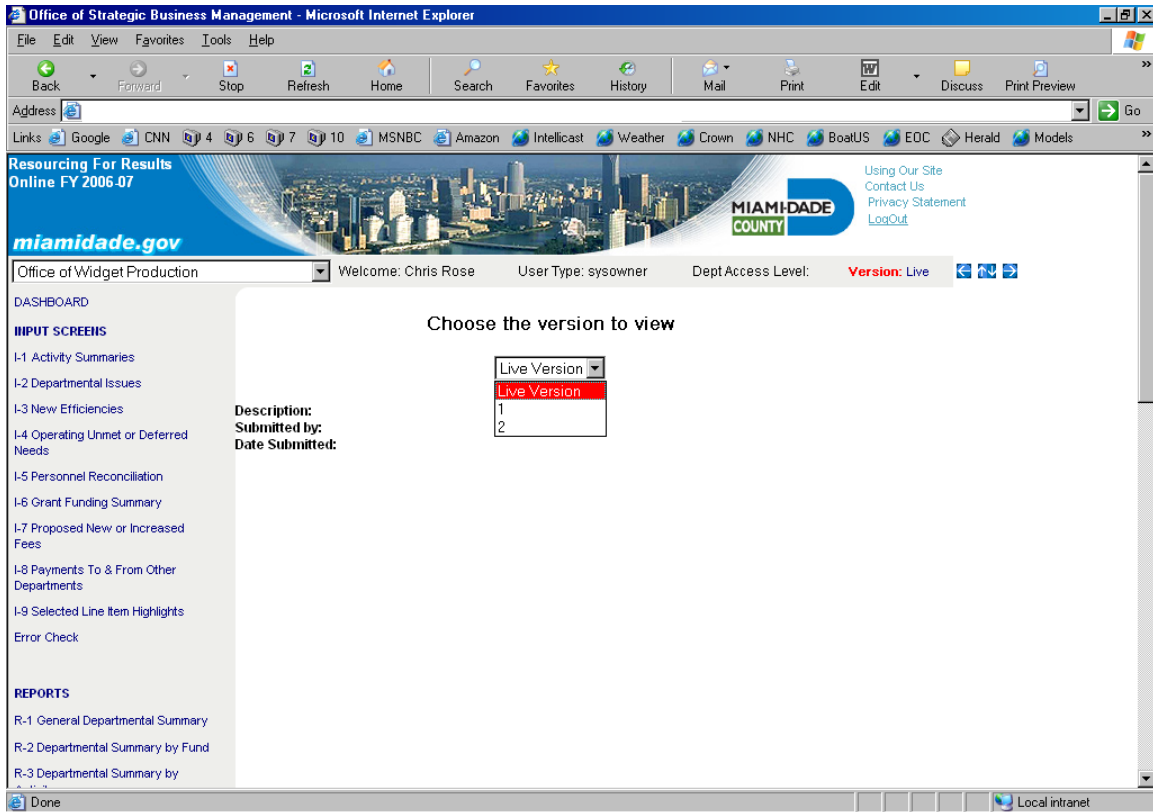 Office of Strategic Business Management - Microsoft Internet Explorer
File Edit View Favorites Tools Help
Back Forward Stop Refresh Home Search Favorites History Mail Print Edit Discuss Print Preview »
Address Go
Links Google CNN 4 6 7 10 MSNBC Amazon Intellicast Weather Crown NHC BoatUS EOC Herald Models »
Resourcing For Results
Online FY 2006-07
miamidade.gov
MIAMI-DADE
COUNTY
Using Our Site
Contact Us
Privacy Statement
LogOut
Office of Widget Production Welcome: Chris Rose User Type: sysowner Dept Access Level: Version: Live
DASHBOARD
INPUT SCREENS
I-1 Activity Summaries
I-2 Departmental Issues
I-3 New Efficiencies
I-4 Operating Unmet or Deferred
Needs
I-5 Personnel Reconciliation
I-6 Grant Funding Summary
I-7 Proposed New or Increased
Fees
I-8 Payments To & From Other
Departments
I-9 Selected Line Item Highlights
Error Check
REPORTS
R-1 General Departmental Summary
R-2 Departmental Summary by Fund
R-3 Departmental Summary by
Choose the version to view
Live Version
Live Version
1
2
Description:
Submitted by:
Date Submitted:
Done Local intranet